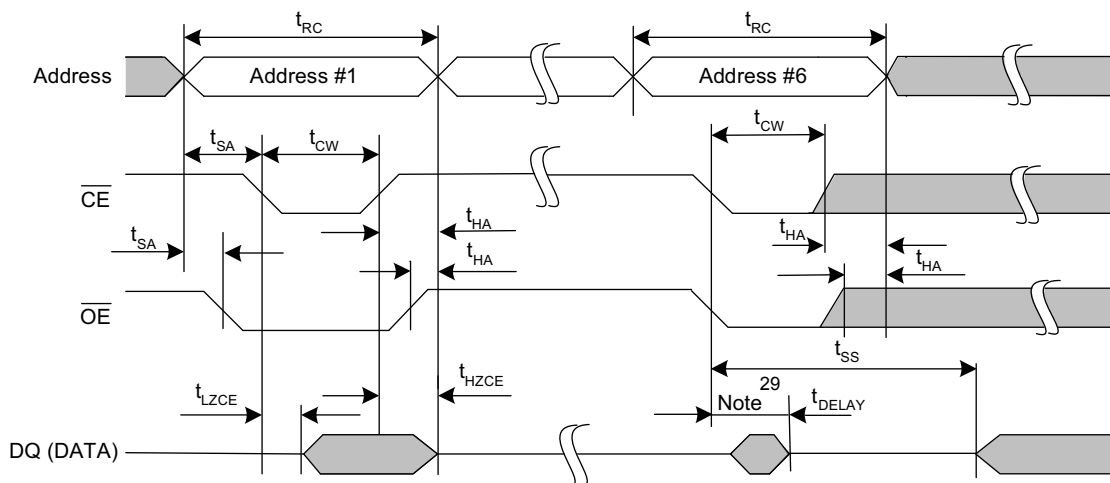 tRC
tRC
Address
Address #1
Address #6
tSA
tCW
tCW
CE
tSA
tHA
tHA
tHA
tHA
OE
tSS
tLZCE
tHZCE
Note 29
tDELAY
DQ (DATA)